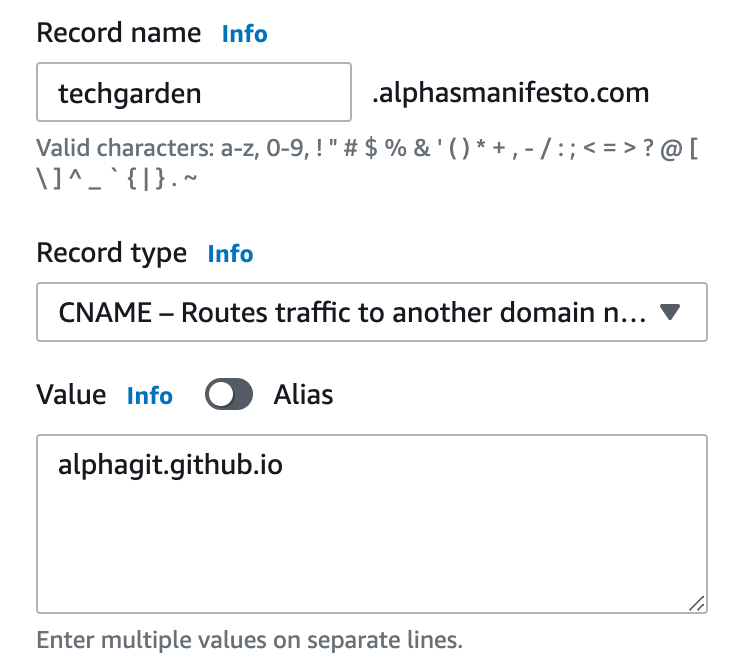 Record name Info
techgarden .alphasmanifesto.com
Valid characters: a-z, 0-9, ! " # $ % & ' ( ) * + , - / : ; < = > ? @ [
\ ] ^ _ ` { | } . ~
Record type Info
CNAME – Routes traffic to another domain n...
Value Info Alias
alphagit.github.io
Enter multiple values on separate lines.